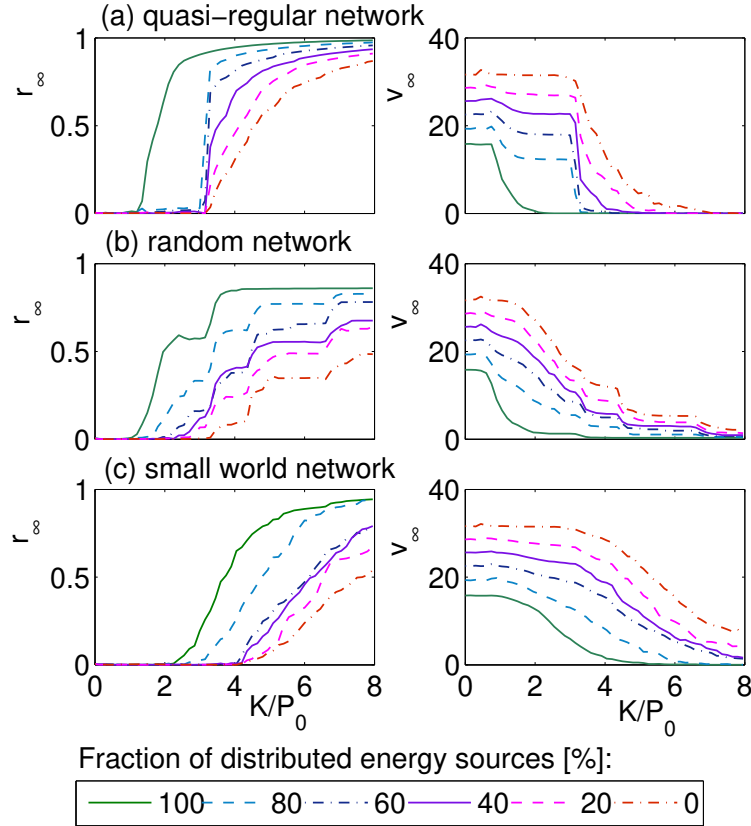 (a) quasi-regular network
r∞
1
0.5
0
v∞
40
20
0
(b) random network
r∞
1
0.5
0
v∞
40
20
0
(c) small world network
r∞
1
0.5
0
0 2 4 6 8
K/P0
v∞
40
20
0
0 2 4 6 8
K/P0
Fraction of distributed energy sources [%]:
100 80 60 40 20 0